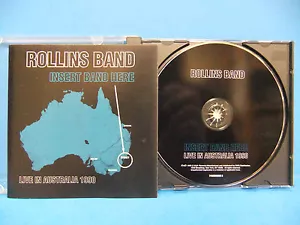 ROLLINS BAND
INSERT BAND HERE
LIVE IN AUSTRALIA 1990
ROLLINS BAND
INSERT BAND HERE
LIVE IN AUSTRALIA 1990